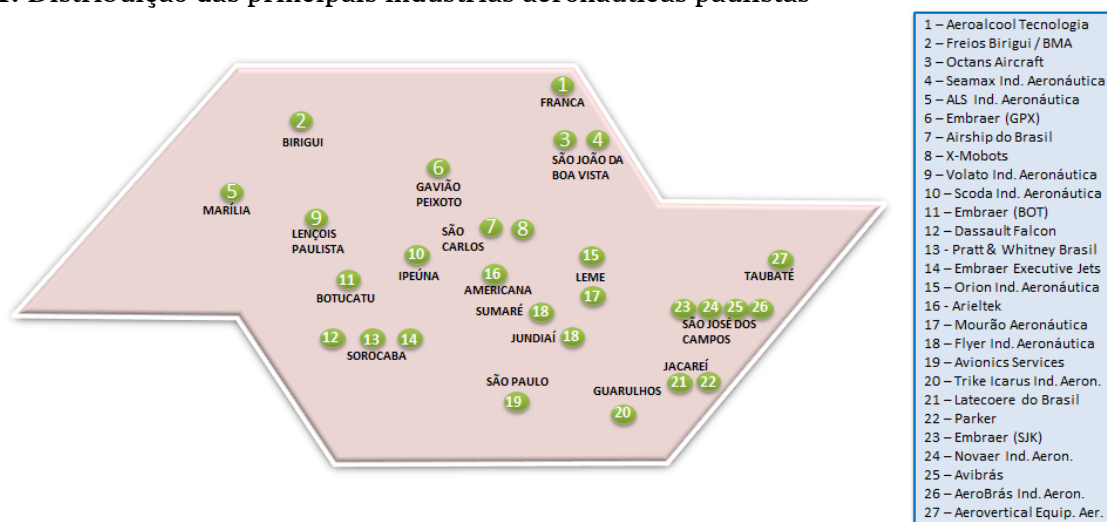 1. Distribuição das principais indústrias aeronáuticas paulistas
1
FRANCA
2
BIRIGUI
3 4
SÃO JOÃO DA
BOA VISTA
6
GAVIÃO
PEIXOTO
5
MARÍLIA
9
LENÇOIS
PAULISTA
SÃO
CARLOS
7 8
10
IPEÚNA
15
LEME
17
27
TAUBATÉ
11
BOTUCATU
16
AMERICANA
SUMARÉ 18
JUNDIAÍ 18
23 24 25 26
SÃO JOSÉ DOS
CAMPOS
12 13 14
SOROCABA
JACAREÍ
21 22
SÃO PAULO
19
GUARULHOS
20
1 – Aeroalcool Tecnologia
2 – Freios Birigui / BMA
3 – Octans Aircraft
4 – Seamax Ind. Aeronáutica
5 – ALS Ind. Aeronáutica
6 – Embraer (GPX)
7 – Airship do Brasil
8 – X-Mobots
9 – Volato Ind. Aeronáutica
10 – Scoda Ind. Aeronáutica
11 – Embraer (BOT)
12 – Dassault Falcon
13 - Pratt & Whitney Brasil
14 – Embraer Executive Jets
15 – Orion Ind. Aeronáutica
16 - Arieltek
17 – Mourão Aeronáutica
18 – Flyer Ind. Aeronáutica
19 – Avionics Services
20 – Trike Icarus Ind. Aeron.
21 – Latecoere do Brasil
22 – Parker
23 – Embraer (SJK)
24 – Novaer Ind. Aeron.
25 – Avibrás
26 – AeroBrás Ind. Aeron.
27 – Aerovertical Equip. Aer.